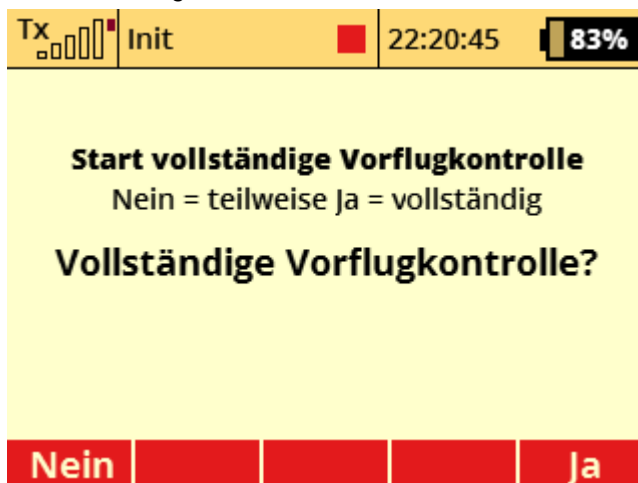 Tx Init 22:20:45 83%
Start vollständige Vorflugkontrolle
Nein = teilweise Ja = vollständig
Vollständige Vorflugkontrolle?
Nein Ja